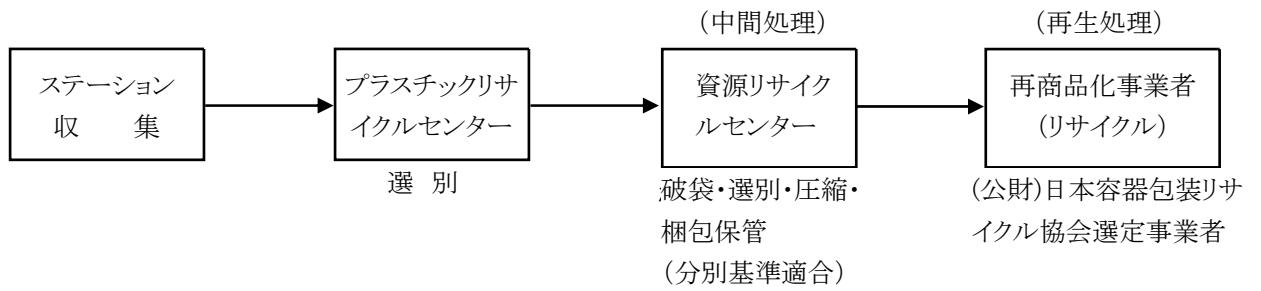 ステーション
収　　集
プラスチックリサ
イクルセンター
選 別
(中間処理)
資源リサイク
ルセンター
破袋・選別・圧縮・
梱包保管
(分別基準適合)
(再生処理)
再商品化事業者
(リサイクル)
(公財)日本容器包装リサ
イクル協会選定事業者